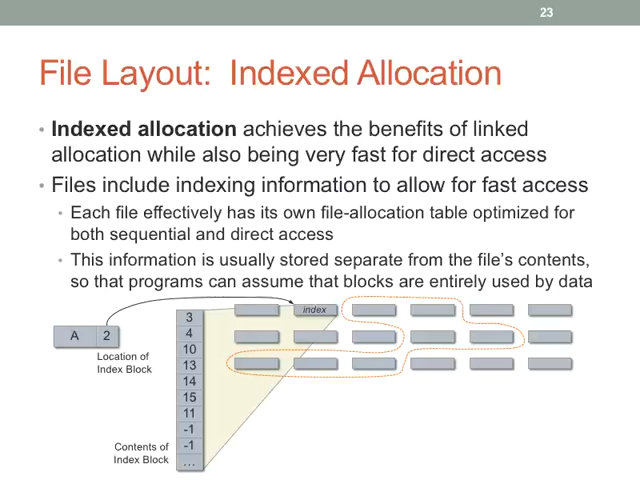 23
File Layout: Indexed Allocation
• Indexed allocation achieves the benefits of linked
allocation while also being very fast for direct access
• Files include indexing information to allow for fast access
• Each file effectively has its own file-allocation table optimized for
both sequential and direct access
• This information is usually stored separate from the file's contents,
so that programs can assume that blocks are entirely used by data
A 2
Location of
Index Block
3
4
10
13
14
15
11
-1
-1
...
Contents of
Index Block
index